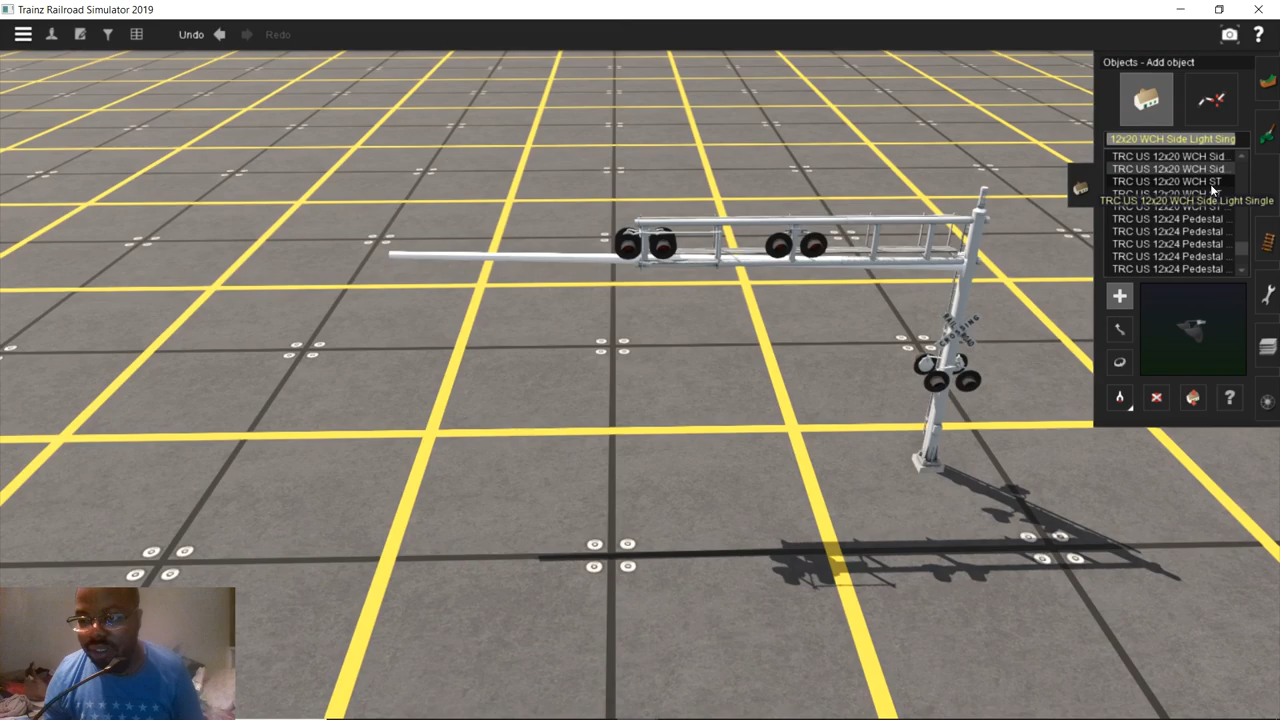 Trainz Railroad Simulator 2019
Undo
Redo
?
Objects - Add object
12x20 WCH Side Light Sing
TRC US 12x20 WCH Sid
TRC US 12x20 WCH Sid
TRC US 12x20 WCH ST
TRC US 12x20 WCH Side Light Single
TRC US 12x24 Pedestal
TRC US 12x24 Pedestal
TRC US 12x24 Pedestal
TRC US 12x24 Pedestal
TRC US 12x24 Pedestal
?